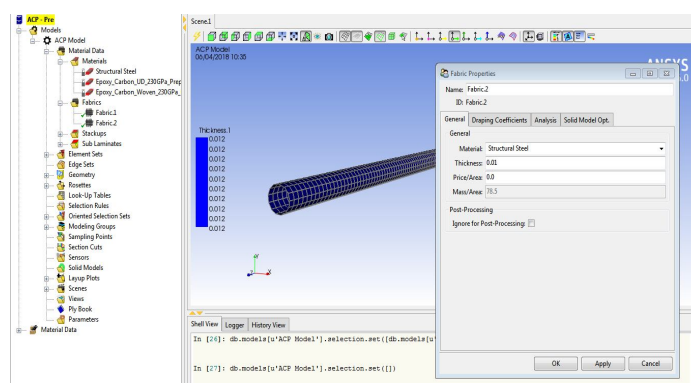 ACP - Pre
Models
ACP Model
Material Data
Materials
Structural Steel
Epoxy_Carbon_UD_230GPa_Prep
Epoxy_Carbon_Woven_230GPa_
Fabrics
Fabric.1
Fabric.2
Stackups
Sub Laminates
Element Sets
Edge Sets
Geometry
Rosettes
Look-Up Tables
Selection Rules
Oriented Selection Sets
Modeling Groups
Sampling Points
Section Cuts
Sensors
Solid Models
Layup Plots
Scenes
Views
Ply Book
Parameters
Material Data
Scene.1
ACP Model
06/04/2018 10:35
Thickness.1
0.012
0.012
0.012
0.012
0.012
0.012
0.012
0.012
0.012
0.012
Fabric Properties
Name: Fabric.2
ID: Fabric.2
General Draping Coefficients Analysis Solid Model Opt.
General
Material: Structural Steel
Thickness: 0.01
Price/Area: 0.0
Mass/Area: 78.5
Post-Processing
Ignore for Post-Processing:
OK Apply Cancel
Shell View Logger History View
In [26]: db.models[u'ACP Model'].selection.set([db.models[u'
In [27]: db.models[u'ACP Model'].selection.set([])